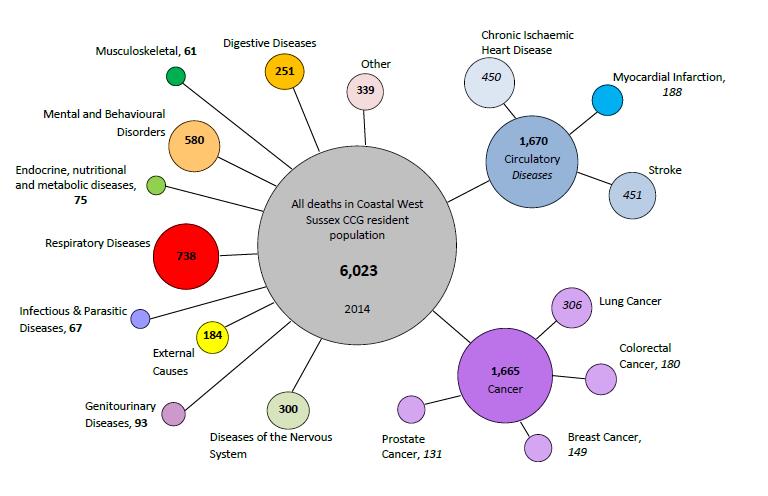 Musculoskeletal, 61
Digestive Diseases
251
Other
339
Chronic Ischaemic
Heart Disease
450
Myocardial Infarction,
188
Mental and Behavioural
Disorders
580
1,670
Circulatory
Diseases
Stroke
451
Endocrine, nutritional
and metabolic diseases,
75
All deaths in Coastal West
Sussex CCG resident
population
6,023
2014
Respiratory Diseases
738
Infectious & Parasitic
Diseases, 67
184
External
Causes
306
Lung Cancer
1,665
Cancer
Colorectal
Cancer, 180
Genitourinary
Diseases, 93
300
Diseases of the Nervous
System
Prostate
Cancer, 131
Breast Cancer,
149